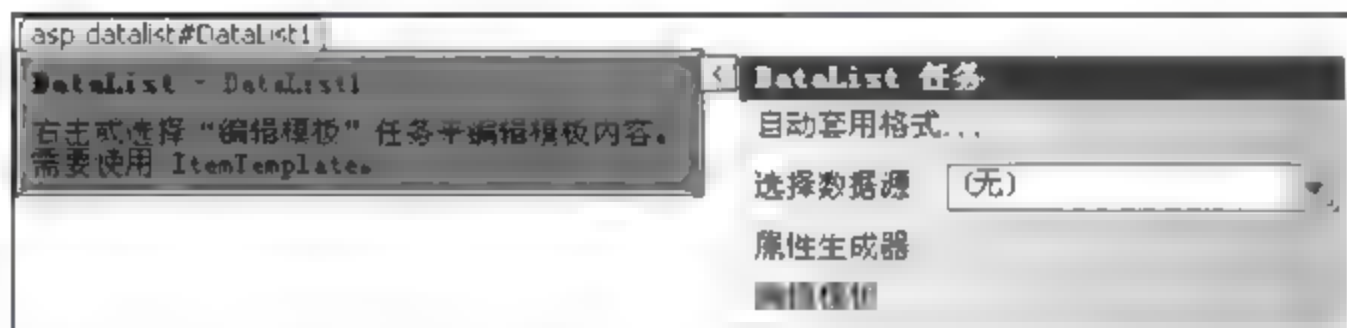 asp datalist#DataList1
DataList - DataList1
右击或选择“编辑模板”任务来编辑模板内容。
需要使用 ItemTemplate。
DataList 任务
自动套用格式...
选择数据源 (无)
属性生成器